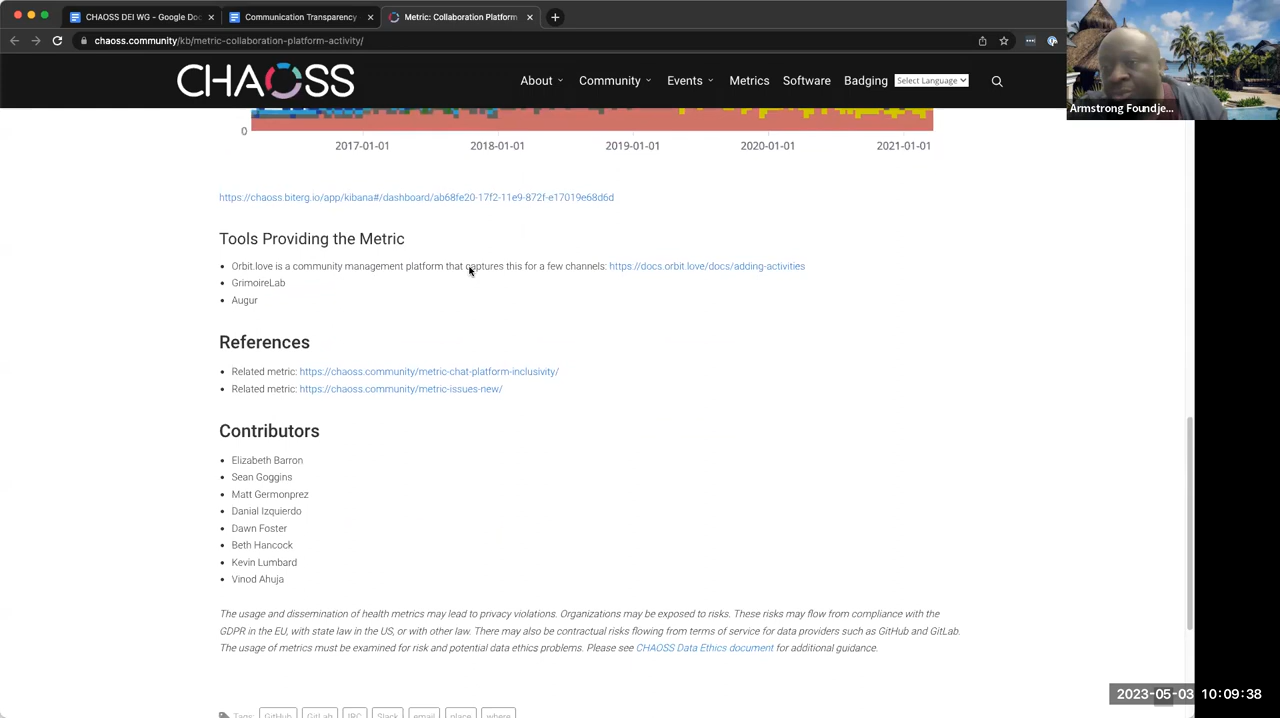 CHAOSS DEI WG - Google Doc
Communication Transparency
Metric: Collaboration Platform
chaoss.community/kb/metric-collaboration-platform-activity/
CHAOSS
About
Community
Events
Metrics
Software
Badging
Select Language
Armstrong Foundje...
0
2017-01-01
2018-01-01
2019-01-01
2020-01-01
2021-01-01
https://chaoss.biterg.io/app/kibana#/dashboard/ab68fe20-17f2-11e9-872f-e17019e68d6d
Tools Providing the Metric
Orbit.love is a community management platform that captures this for a few channels: https://docs.orbit.love/docs/adding-activities
GrimoireLab
Augur
References
Related metric: https://chaoss.community/metric-chat-platform-inclusivity/
Related metric: https://chaoss.community/metric-issues-new/
Contributors
Elizabeth Barron
Sean Goggins
Matt Germonprez
Danial Izquierdo
Dawn Foster
Beth Hancock
Kevin Lumbard
Vinod Ahuja
The usage and dissemination of health metrics may lead to privacy violations. Organizations may be exposed to risks. These risks may flow from compliance with the
GDPR in the EU, with state law in the US, or with other law. There may also be contractual risks flowing from terms of service for data providers such as GitHub and GitLab.
The usage of metrics must be examined for risk and potential data ethics problems. Please see CHAOSS Data Ethics document for additional guidance.
2023-05-03 10:09:38
Tags: GitHub GitLab IRC Slack email place where